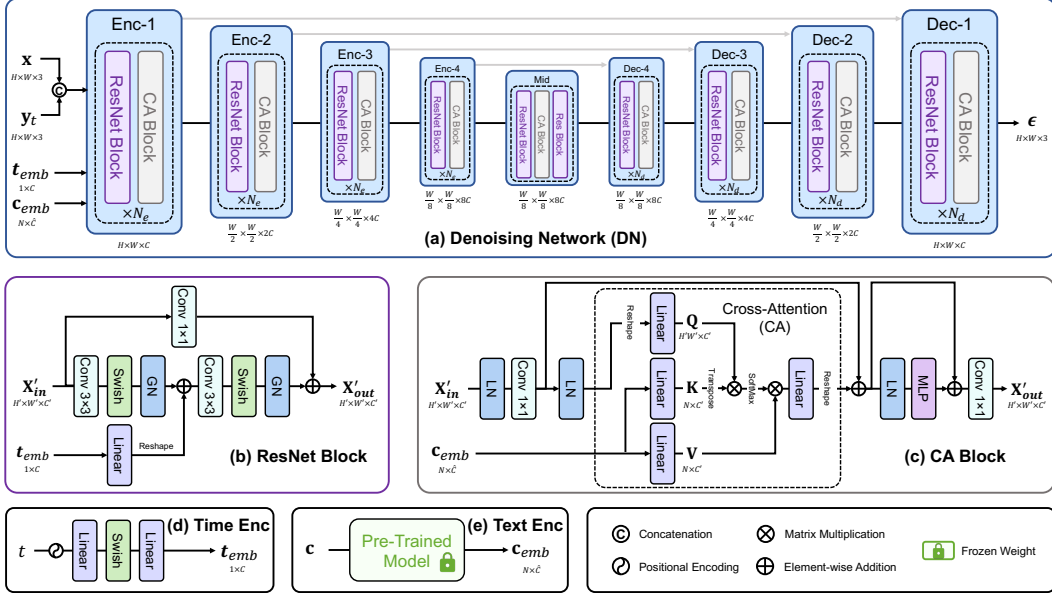 Enc-1
Enc-2
Enc-3
Enc-4
Mid
Dec-4
Dec-3
Dec-2
Dec-1
x
H×W×3
C
y_t
H×W×3
t_emb
1×C
c_emb
N×Ĉ
ResNet Block
CA Block
×N_e
H×W×C
ResNet Block
CA Block
×N_e
W/2 × W/2 ×2C
ResNet Block
CA Block
×N_e
W/4 × W/4 ×4C
ResNet Block
CA Block
×N_e
W/8 × W/8 ×8C
ResNet Block
CA Block
Res Block
W/8 × W/8 ×8C
ResNet Block
CA Block
×N_d
W/8 × W/8 ×8C
ResNet Block
CA Block
×N_d
W/4 × W/4 ×4C
ResNet Block
CA Block
×N_d
W/2 × W/2 ×2C
ResNet Block
CA Block
×N_d
H×W×C
ϵ
H×W×3
(a) Denoising Network (DN)
Conv 1×1
X′_in
H′×W′×C′
Conv 3×3
Swish
GN
Conv 3×3
Swish
GN
X′_out
H′×W′×C′
t_emb
1×C
Linear
Reshape
(b) ResNet Block
Cross-Attention
(CA)
X′_in
H′×W′×C′
LN
Conv 1×1
LN
Reshape
Linear
Q
H′W′×C′
Linear
K
N×C′
Transpose
SoftMax
Linear
Reshape
LN
MLP
Conv 1×1
X′_out
H′×W′×C′
c_emb
N×Ĉ
Linear
V
N×C′
(c) CA Block
(d) Time Enc
t
Linear
Swish
Linear
t_emb
1×C
(e) Text Enc
c
Pre-Trained
Model
c_emb
N×Ĉ
C
Concatenation
Matrix Multiplication
Positional Encoding
Element-wise Addition
Frozen Weight